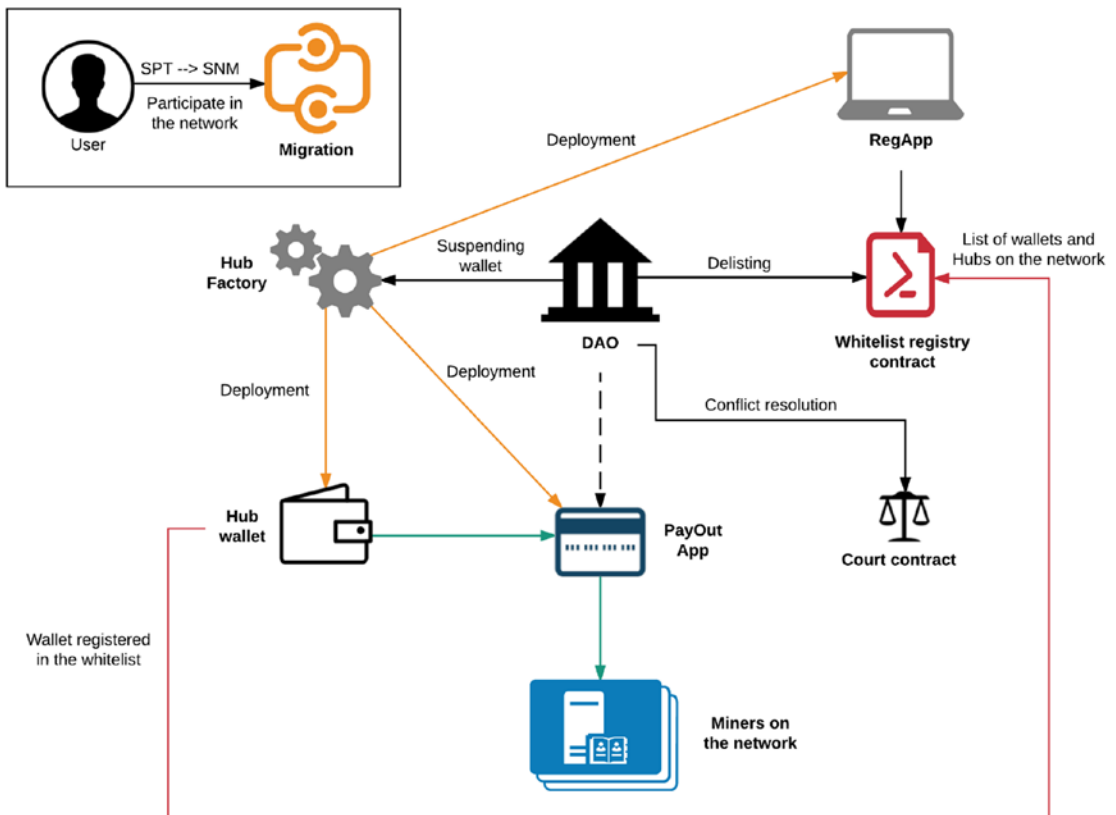 SPT --> SNM
Participate in
the network
User
Migration
Deployment
RegApp
Hub
Factory
Suspending
wallet
Delisting
List of wallets and
Hubs on the network
DAO
Whitelist registry
contract
Deployment
Deployment
Conflict resolution
Hub
wallet
PayOut
App
Court contract
Wallet registered
in the whitelist
Miners on
the network